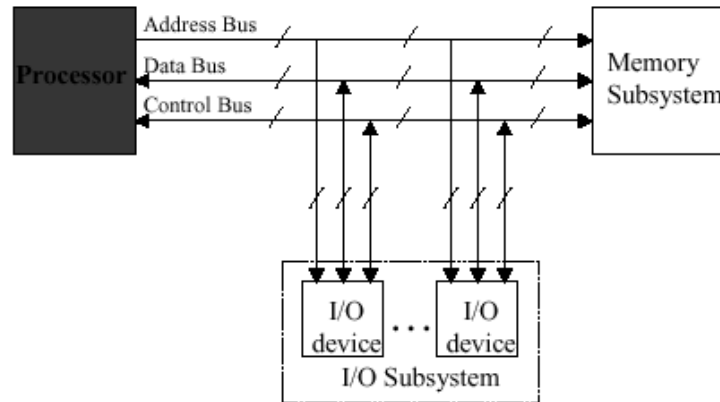 Address Bus
Processor
Data Bus
Control Bus
Memory
Subsystem
I/O
device
...
I/O
device
I/O Subsystem